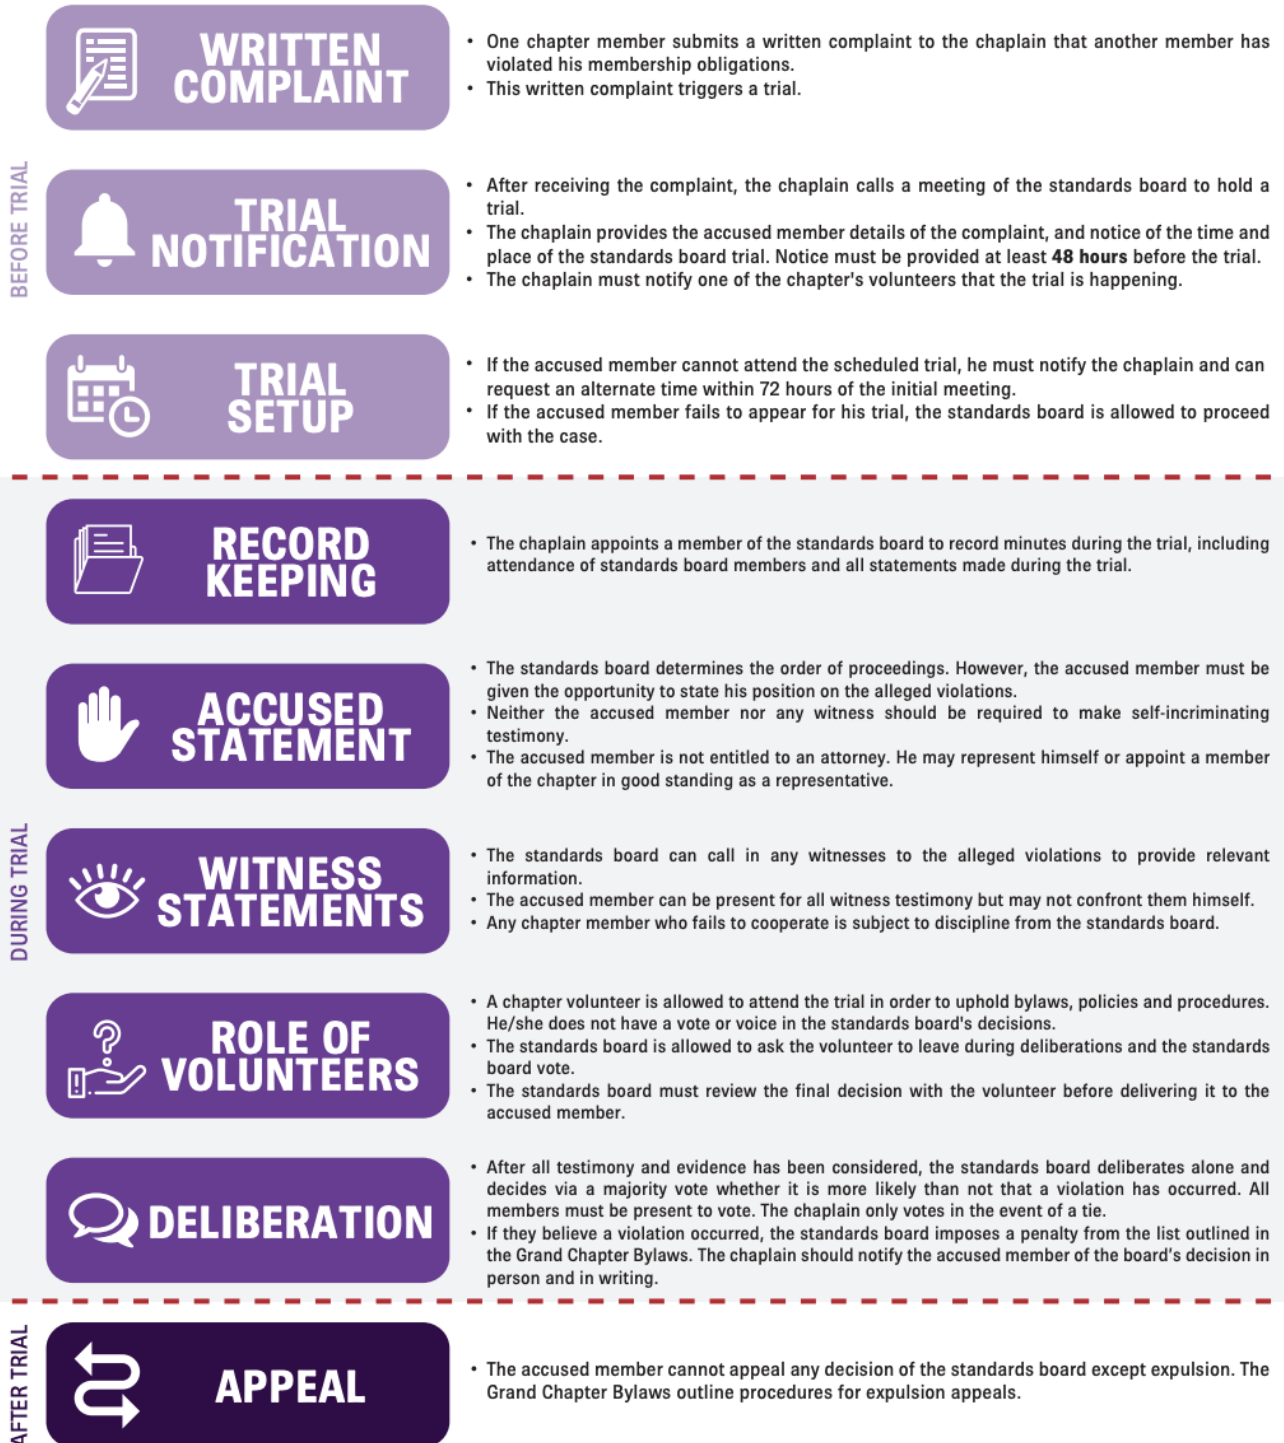 BEFORE TRIAL
WRITTEN
COMPLAINT
• One chapter member submits a written complaint to the chaplain that another member has
violated his membership obligations.
• This written complaint triggers a trial.
TRIAL
NOTIFICATION
• After receiving the complaint, the chaplain calls a meeting of the standards board to hold a
trial.
• The chaplain provides the accused member details of the complaint, and notice of the time and
place of the standards board trial. Notice must be provided at least 48 hours before the trial.
• The chaplain must notify one of the chapter's volunteers that the trial is happening.
TRIAL
SETUP
• If the accused member cannot attend the scheduled trial, he must notify the chaplain and can
request an alternate time within 72 hours of the initial meeting.
• If the accused member fails to appear for his trial, the standards board is allowed to proceed
with the case.
DURING TRIAL
RECORD
KEEPING
• The chaplain appoints a member of the standards board to record minutes during the trial, including
attendance of standards board members and all statements made during the trial.
ACCUSED
STATEMENT
• The standards board determines the order of proceedings. However, the accused member must be
given the opportunity to state his position on the alleged violations.
• Neither the accused member nor any witness should be required to make self-incriminating
testimony.
• The accused member is not entitled to an attorney. He may represent himself or appoint a member
of the chapter in good standing as a representative.
WITNESS
STATEMENTS
• The standards board can call in any witnesses to the alleged violations to provide relevant
information.
• The accused member can be present for all witness testimony but may not confront them himself.
• Any chapter member who fails to cooperate is subject to discipline from the standards board.
ROLE OF
VOLUNTEERS
• A chapter volunteer is allowed to attend the trial in order to uphold bylaws, policies and procedures.
He/she does not have a vote or voice in the standards board's decisions.
• The standards board is allowed to ask the volunteer to leave during deliberations and the standards
board vote.
• The standards board must review the final decision with the volunteer before delivering it to the
accused member.
DELIBERATION
• After all testimony and evidence has been considered, the standards board deliberates alone and
decides via a majority vote whether it is more likely than not that a violation has occurred. All
members must be present to vote. The chaplain only votes in the event of a tie.
• If they believe a violation occurred, the standards board imposes a penalty from the list outlined in
the Grand Chapter Bylaws. The chaplain should notify the accused member of the board's decision in
person and in writing.
AFTER TRIAL
APPEAL
• The accused member cannot appeal any decision of the standards board except expulsion. The
Grand Chapter Bylaws outline procedures for expulsion appeals.